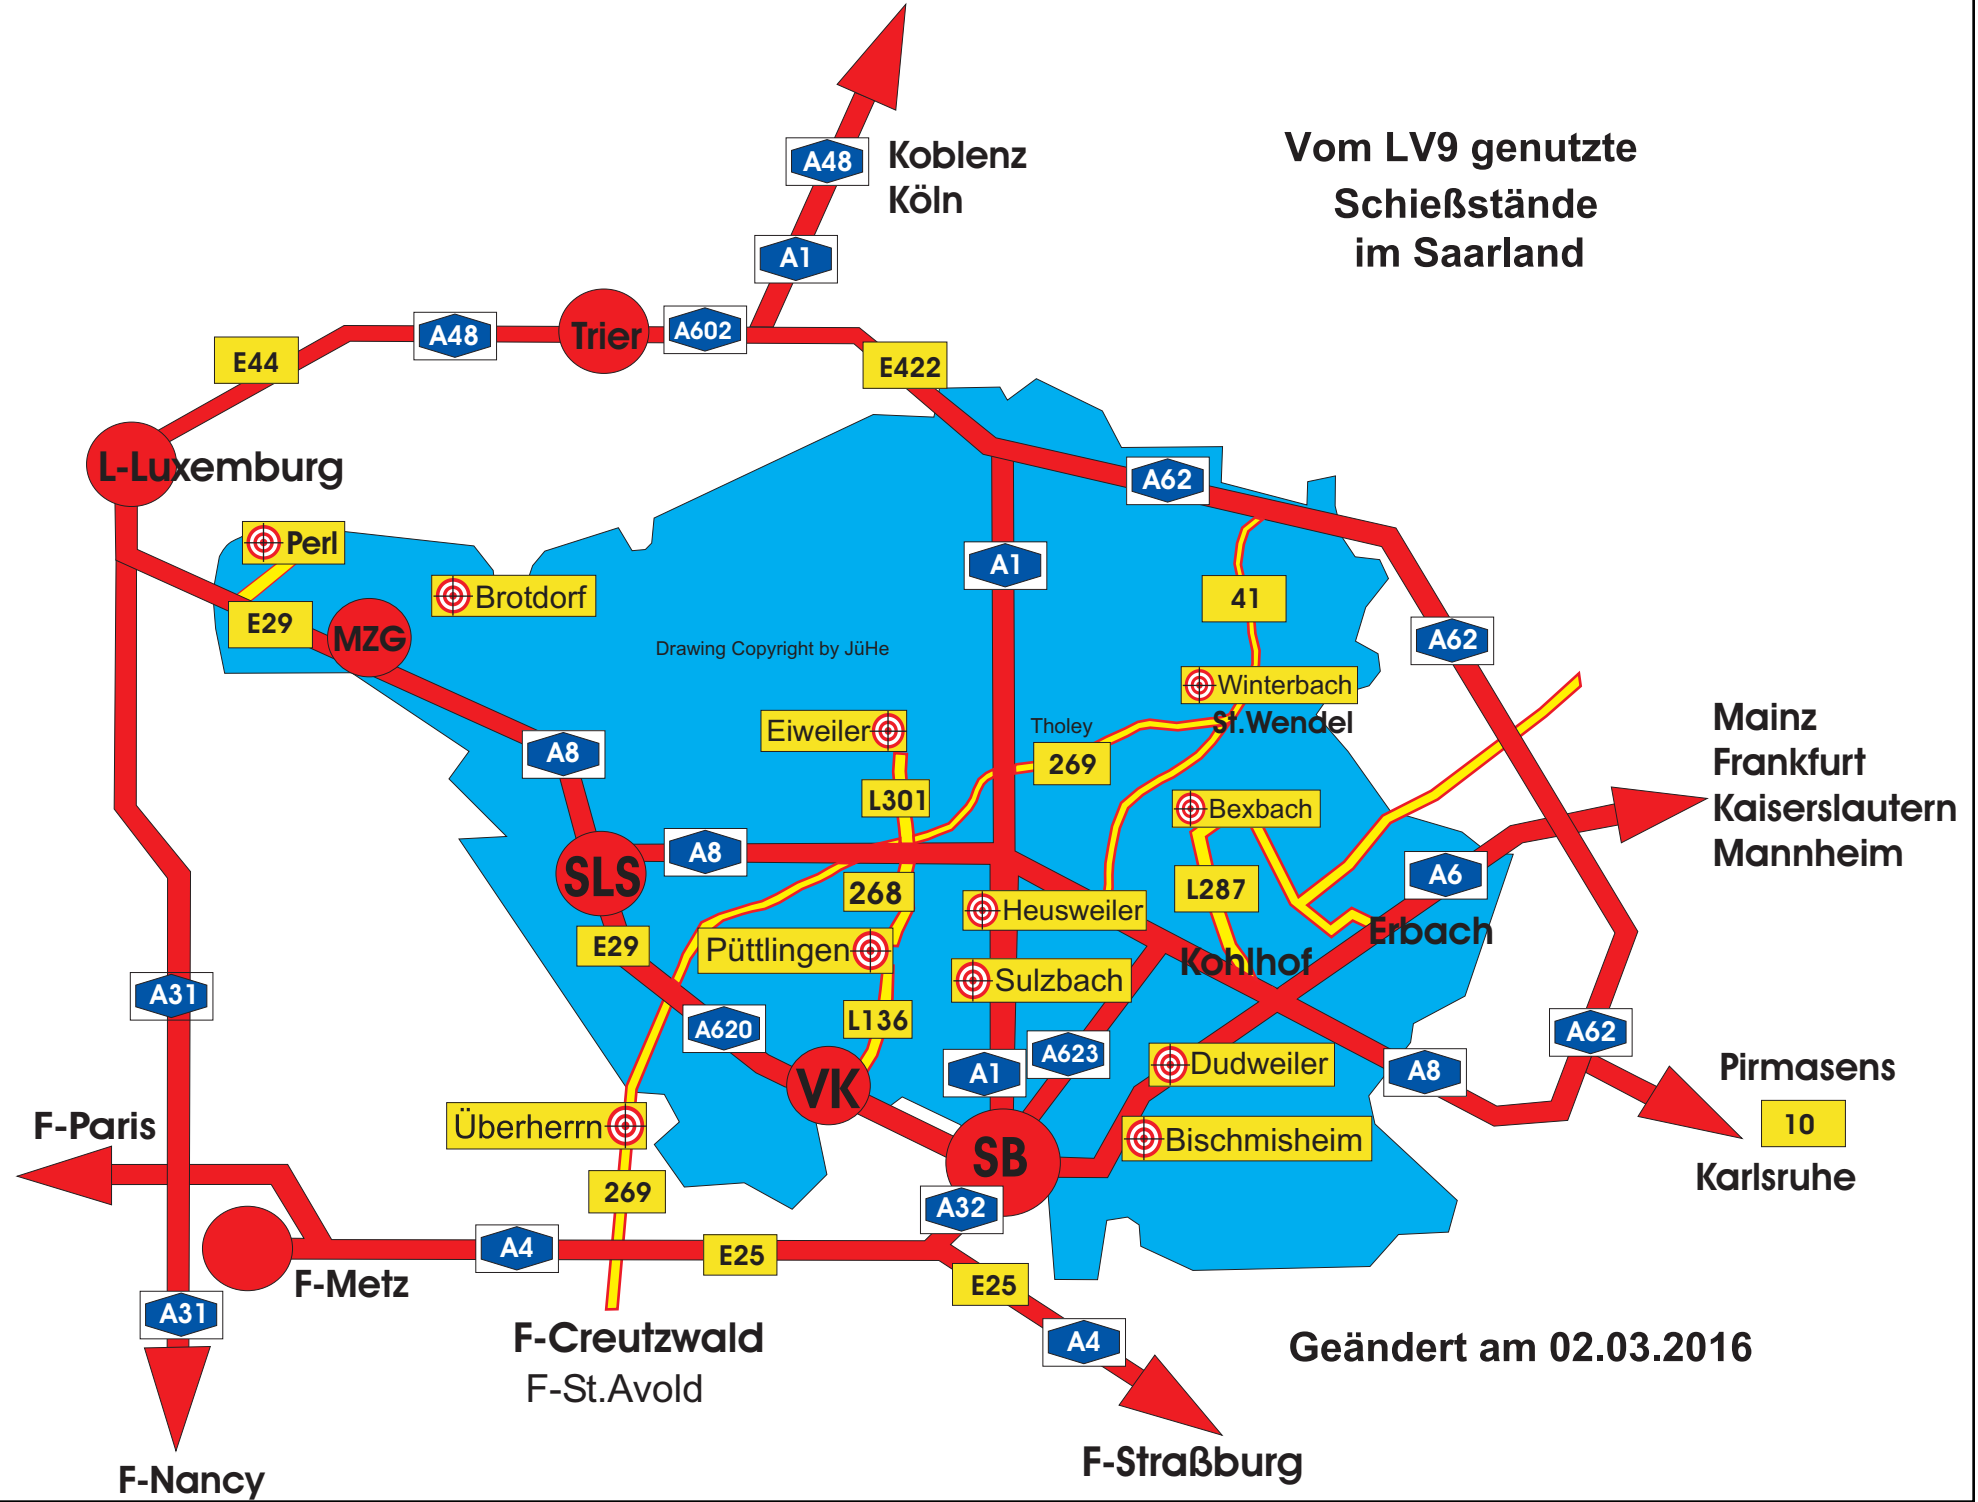 Vom LV9 genutzte
Schießstände
im Saarland
A48
Koblenz
Köln
A1
Trier
A48
A602
E44
E422
L-Luxemburg
A62
Perl
Brotdorf
A1
41
E29
MZG
Drawing Copyright by JüHe
A62
Winterbach
St.Wendel
Eiweiler
Tholey
269
A8
L301
Bexbach
Mainz
Frankfurt
Kaiserslautern
Mannheim
SLS
A8
268
L287
A6
Heusweiler
Erbach
E29
Püttlingen
Kohlhof
Sulzbach
A31
A620
L136
A1
A623
Dudweiler
A8
A62
VK
Pirmasens
10
Karlsruhe
F-Paris
Überherrn
SB
Bischmisheim
269
A32
A4
E25
F-Metz
E25
A31
F-Creutzwald
F-St.Avold
A4
Geändert am 02.03.2016
F-Straßburg
F-Nancy